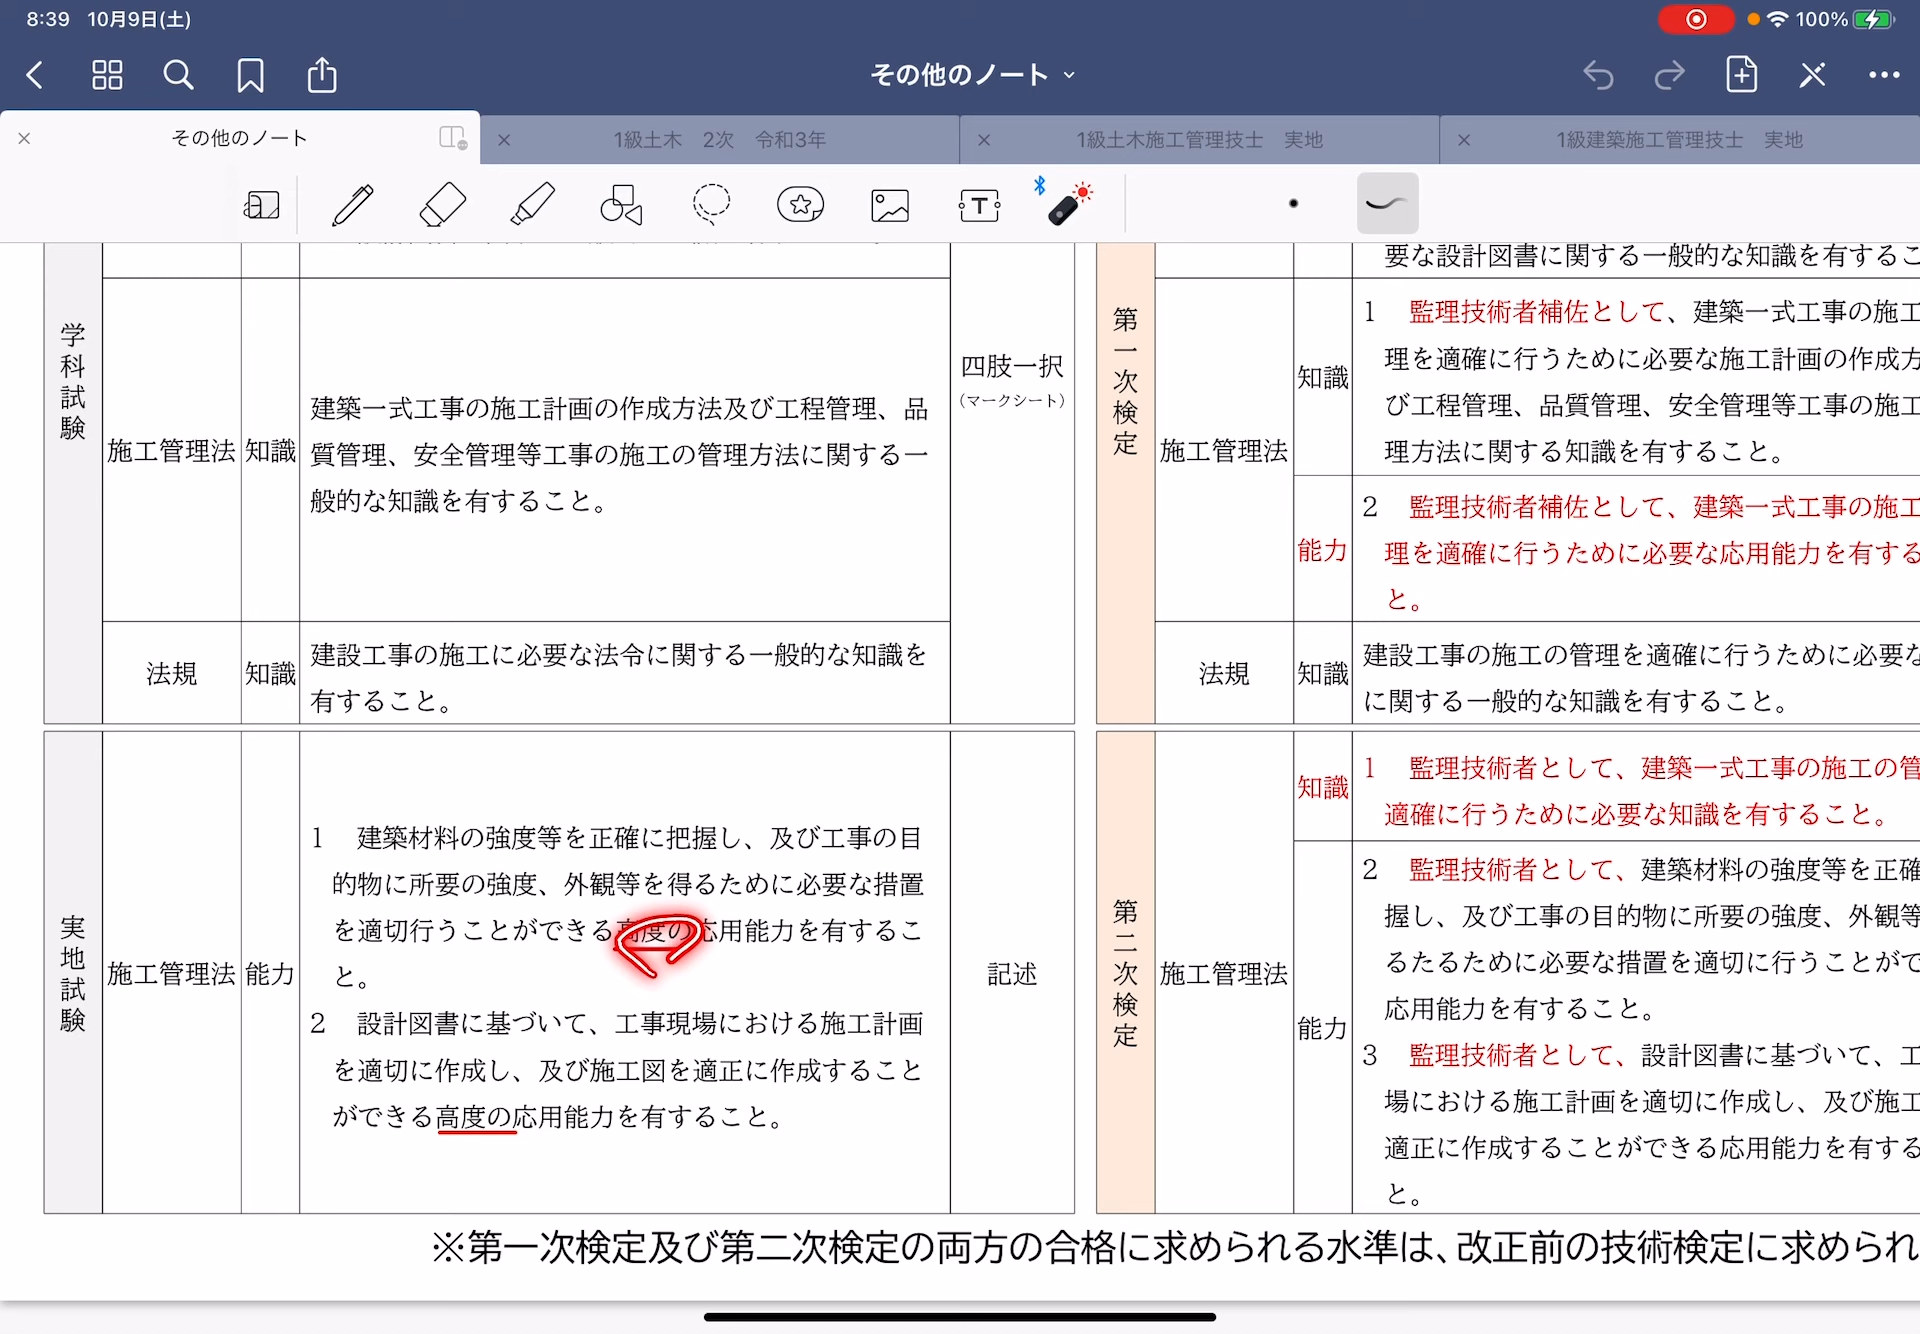 8:39 10月9日(土)
100%
その他のノート
その他のノート
1級土木 2次 令和3年
1級土木施工管理技士 実地
1級建築施工管理技士 実地
学科試験
施工管理法
知識
建築一式工事の施工計画の作成方法及び工程管理、品
質管理、安全管理等工事の施工の管理方法に関する一
般的な知識を有すること。
四肢一択
(マークシート)
法規
知識
建設工事の施工に必要な法令に関する一般的な知識を
有すること。
実地試験
施工管理法
能力
1 建築材料の強度等を正確に把握し、及び工事の目
的物に所要の強度、外観等を得るために必要な措置
を適切行うことができる高度の応用能力を有するこ
と。
2 設計図書に基づいて、工事現場における施工計画
を適切に作成し、及び施工図を適正に作成すること
ができる高度の応用能力を有すること。
記述
第一次検定
要な設計図書に関する一般的な知識を有するこ
施工管理法
知識
1 監理技術者補佐として、建築一式工事の施工
理を適確に行うために必要な施工計画の作成方
び工程管理、品質管理、安全管理等工事の施工
理方法に関する知識を有すること。
能力
2 監理技術者補佐として、建築一式工事の施工
理を適確に行うために必要な応用能力を有する
と。
法規
知識
建設工事の施工の管理を適確に行うために必要な
に関する一般的な知識を有すること。
第二次検定
施工管理法
知識
1 監理技術者として、建築一式工事の施工の管
適確に行うために必要な知識を有すること。
能力
2 監理技術者として、建築材料の強度等を正確
握し、及び工事の目的物に所要の強度、外観等
るたるために必要な措置を適切に行うことがで
応用能力を有すること。
3 監理技術者として、設計図書に基づいて、工
場における施工計画を適切に作成し、及び施工
適正に作成することができる応用能力を有する
と。
※第一次検定及び第二次検定の両方の合格に求められる水準は、改正前の技術検定に求められ